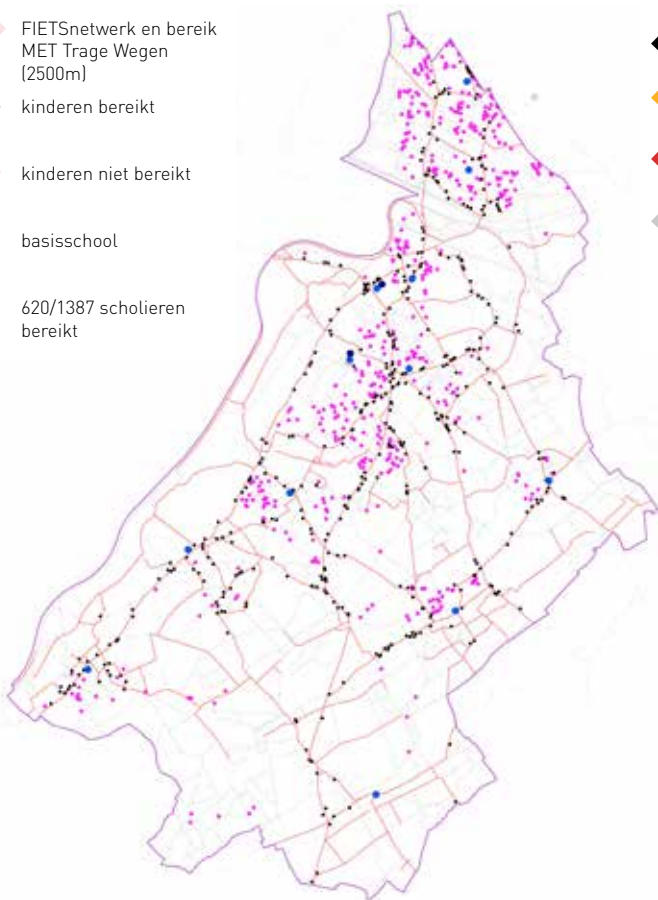 FIETSnetwerk en bereik
MET Trage Wegen
(2500m)
kinderen bereikt
kinderen niet bereikt
basisschool
620/1387 scholieren
bereikt